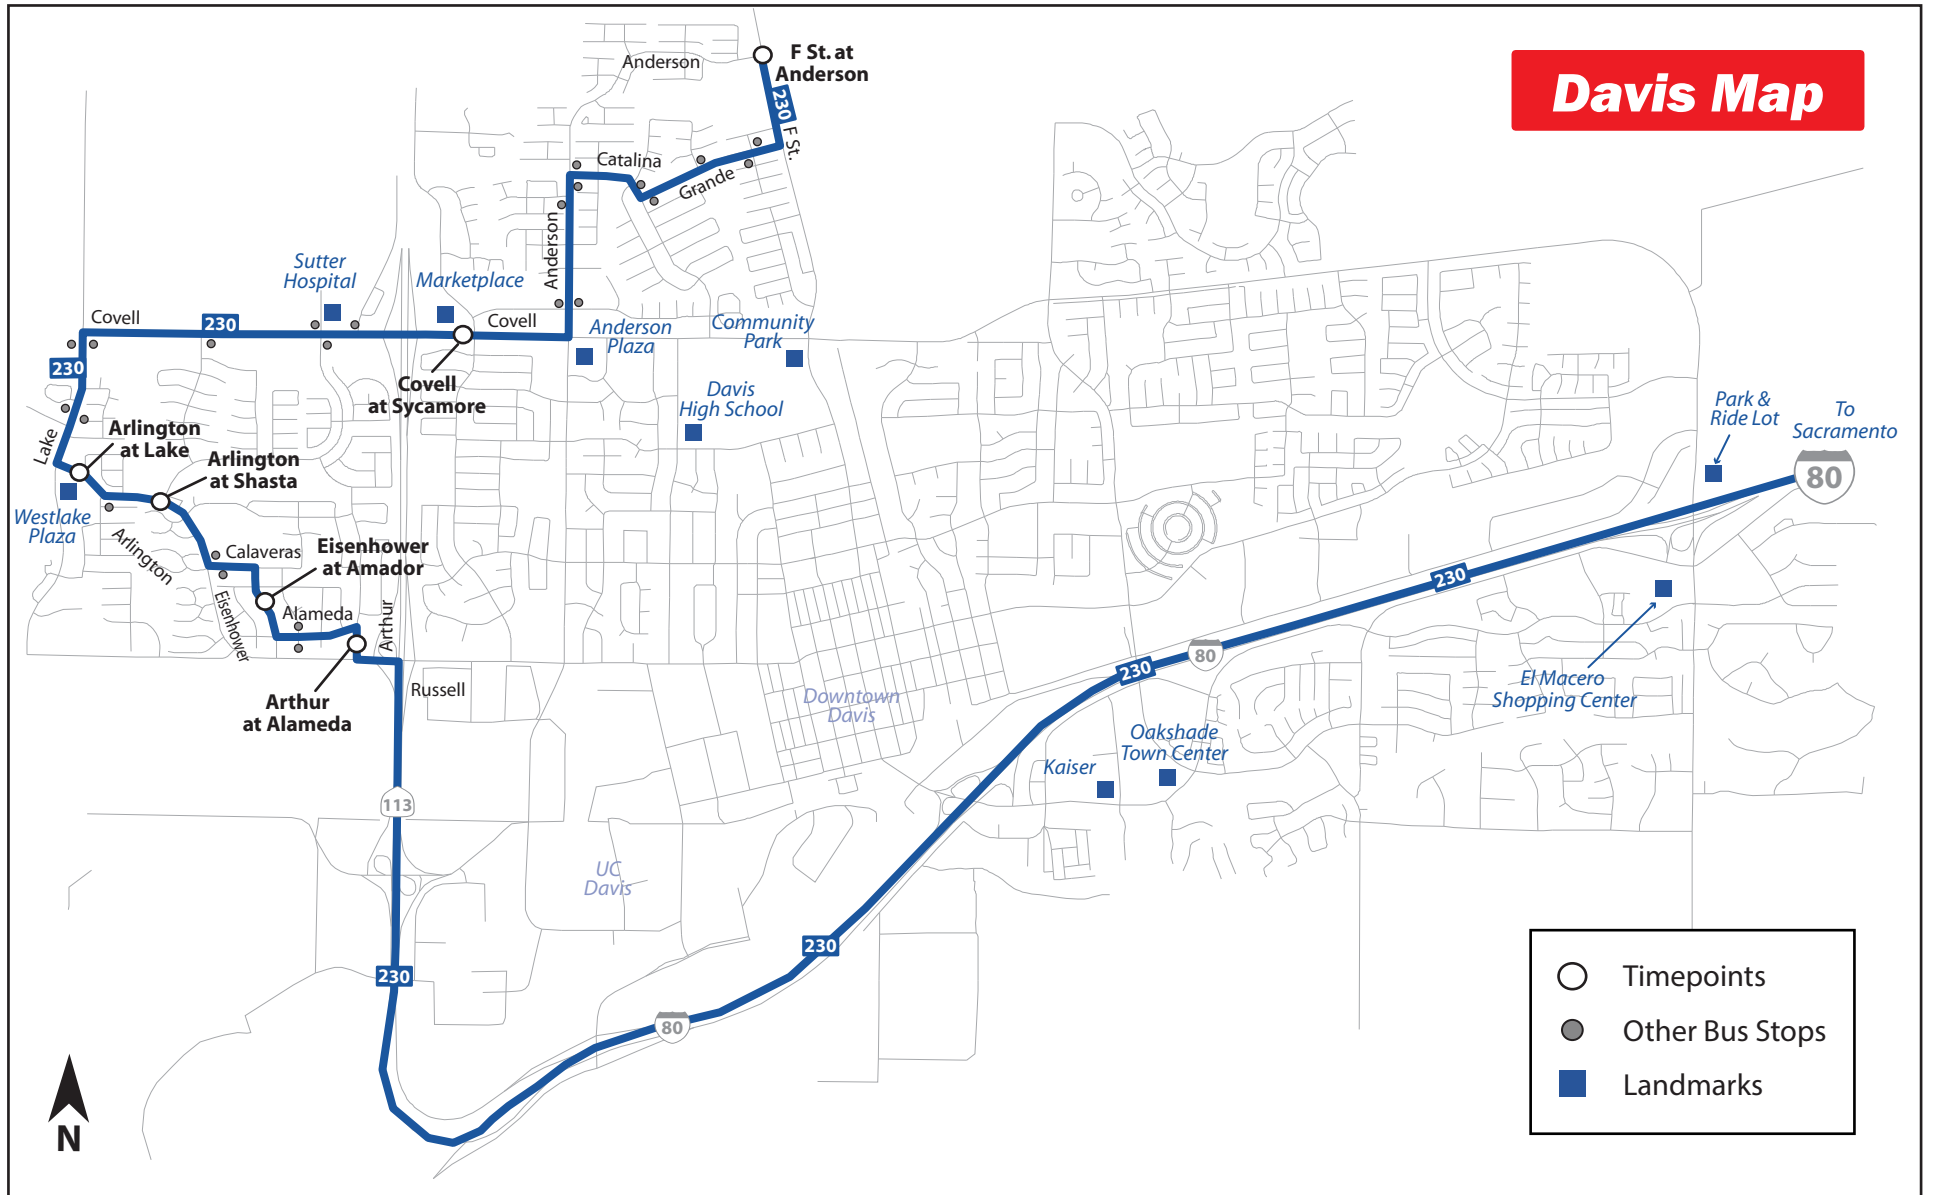 Davis Map
F St. at
Anderson
Anderson
230
F St.
Catalina
Grande
Anderson
Sutter
Hospital
Marketplace
Covell
230
Covell
Anderson
Plaza
Community
Park
230
Covell
at Sycamore
Davis
High School
Park &
Ride Lot
To
Sacramento
80
Lake
Arlington
at Lake
Arlington
at Shasta
Westlake
Plaza
Arlington
Calaveras
Eisenhower
at Amador
Eisenhower
Alameda
Arthur
230
80
230
El Macero
Shopping Center
Arthur
at Alameda
Russell
Downtown
Davis
Oakshade
Town Center
Kaiser
113
UC
Davis
230
230
80
Timepoints
Other Bus Stops
Landmarks
N